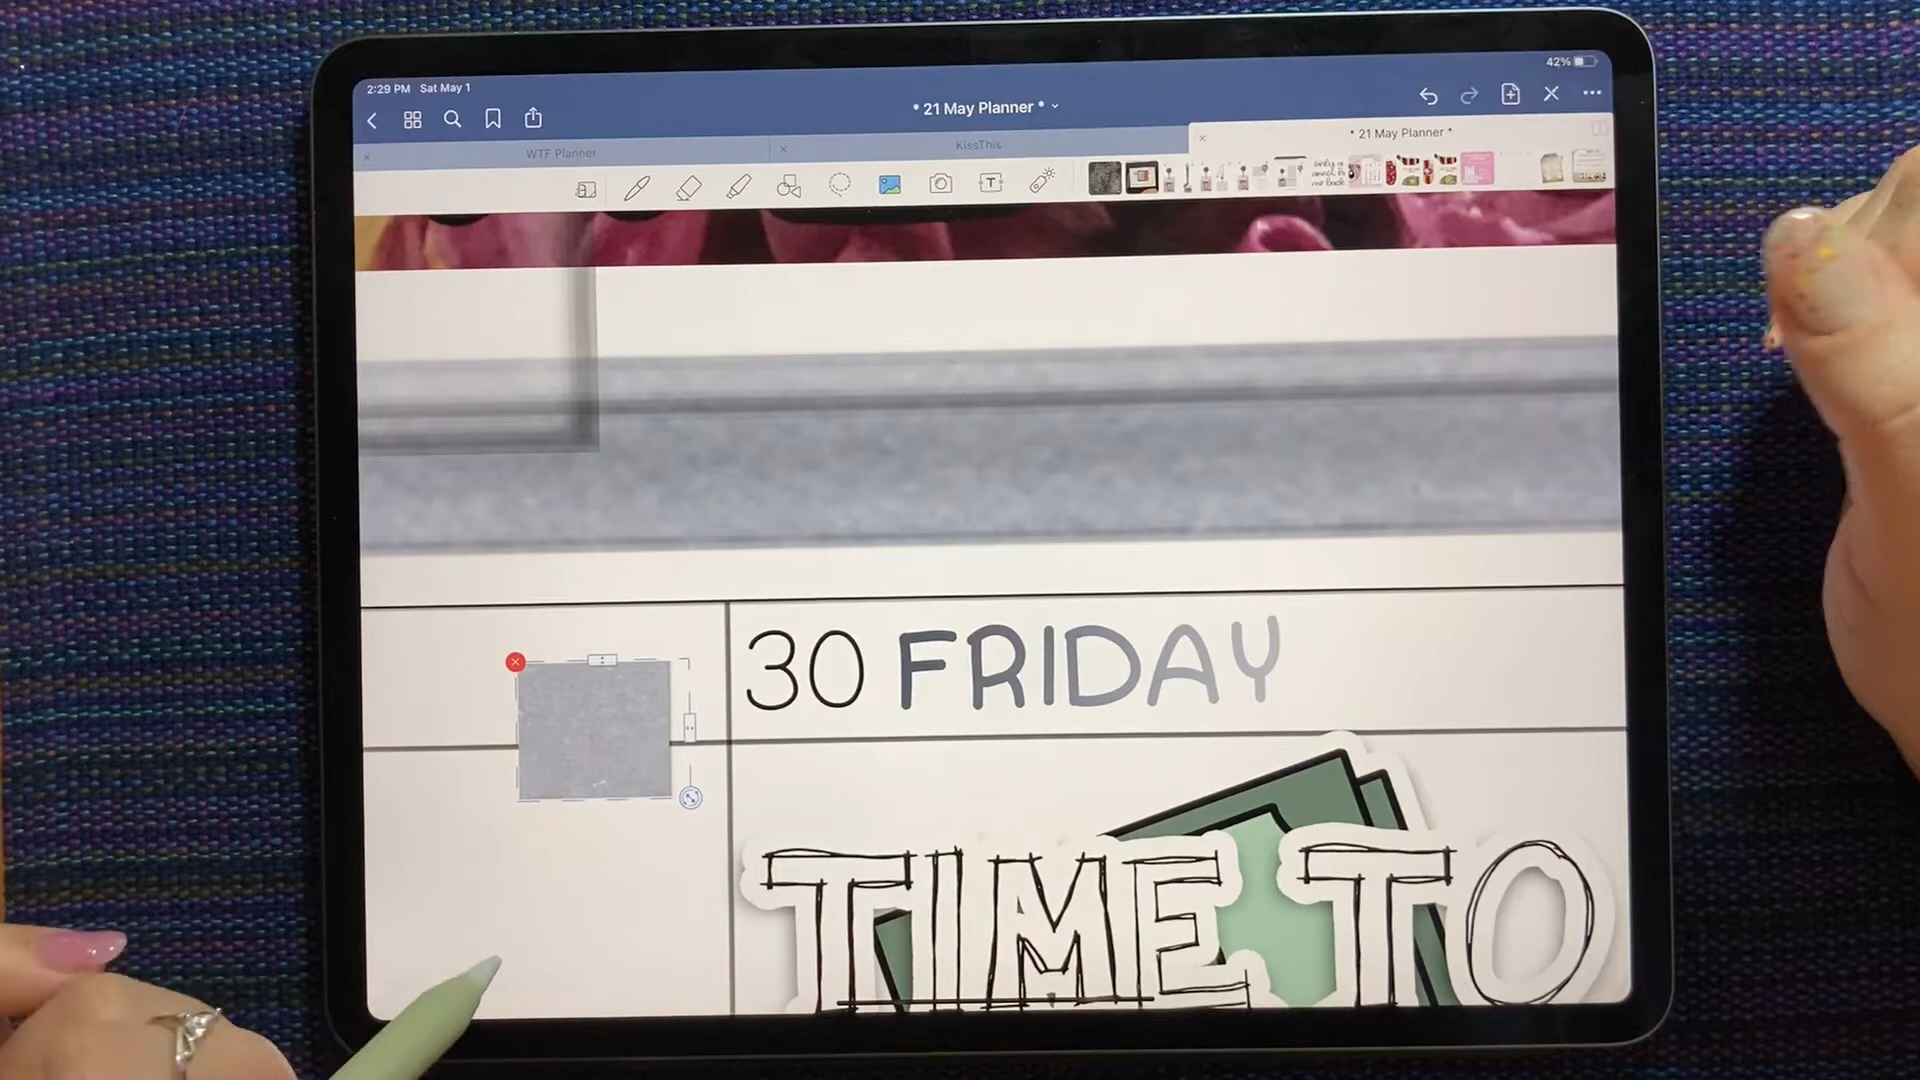 2:29 PM Sat May 1
42%
* 21 May Planner *
WTF Planner
KissThis
* 21 May Planner *
T
only a
30 FRIDAY
TIME TO